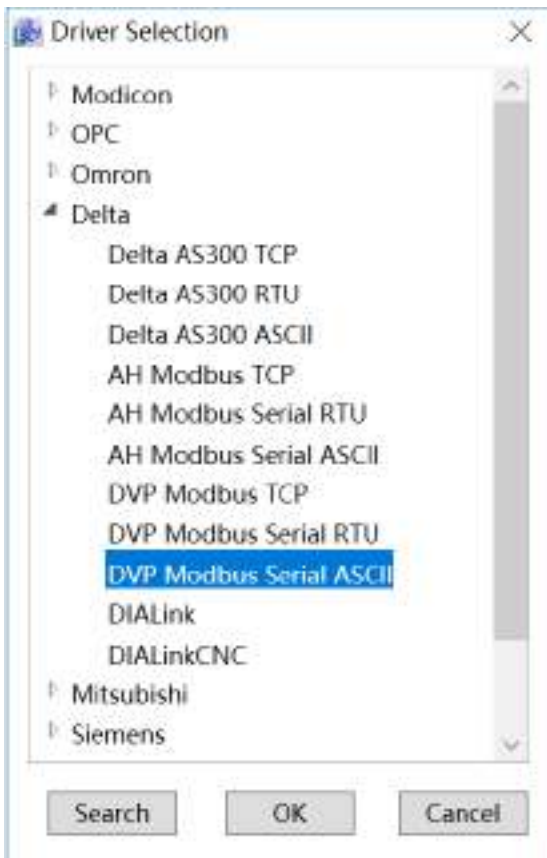 Driver Selection
Modicon
OPC
Omron
Delta
Delta AS300 TCP
Delta AS300 RTU
Delta AS300 ASCII
AH Modbus TCP
AH Modbus Serial RTU
AH Modbus Serial ASCII
DVP Modbus TCP
DVP Modbus Serial RTU
DVP Modbus Serial ASCII
DIALink
DIALinkCNC
Mitsubishi
Siemens
Search OK Cancel